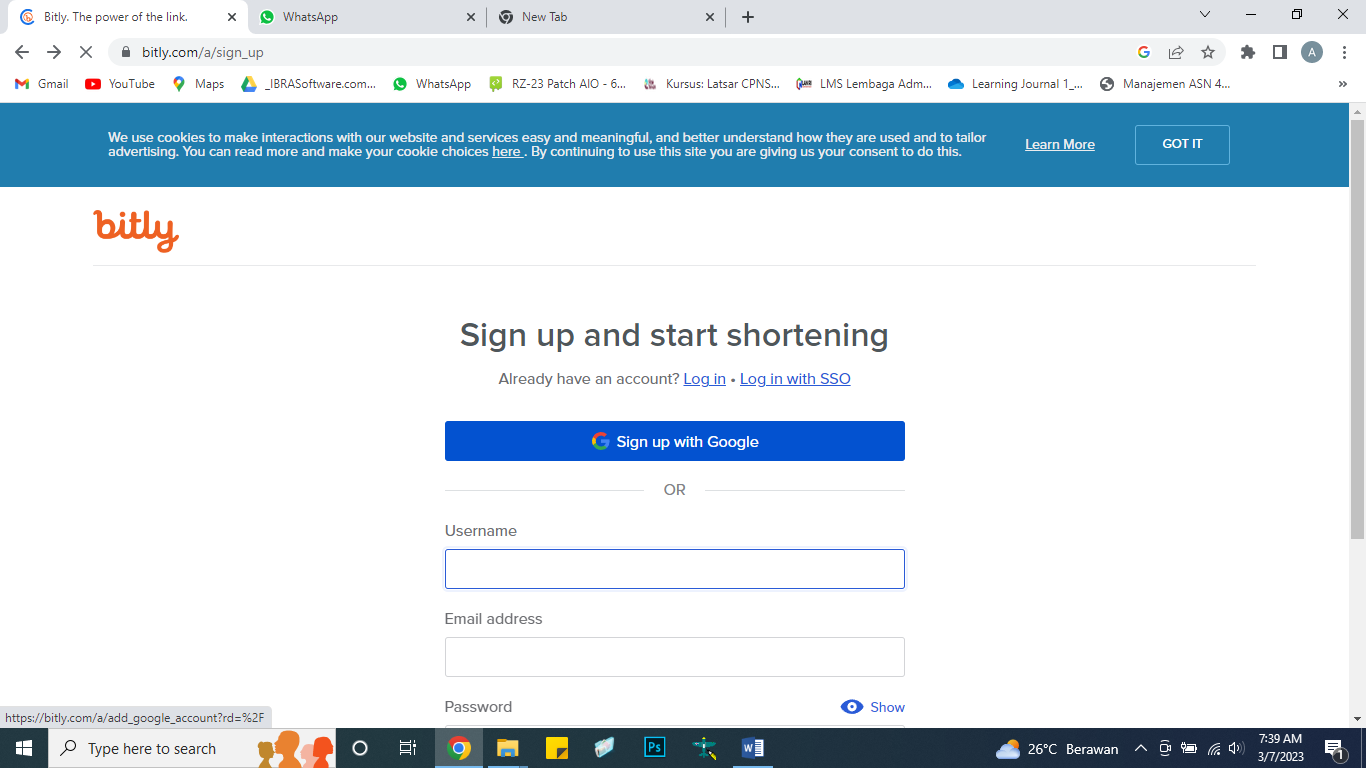 Bitly. The power of the link.
WhatsApp
New Tab
bitly.com/a/sign_up
A
Gmail
YouTube
Maps
_IBRASoftware.com...
WhatsApp
RZ-23 Patch AIO - 6...
Kursus: Latsar CPNS...
LMS Lembaga Adm...
Learning Journal 1_...
Manajemen ASN 4...
»
We use cookies to make interactions with our website and services easy and meaningful, and better understand how they are used and to tailor
advertising. You can read more and make your cookie choices here . By continuing to use this site you are giving us your consent to do this.
Learn More
GOT IT
bitly
Sign up and start shortening
Already have an account? Log in • Log in with SSO
Sign up with Google
OR
Username
Email address
Password
Show
https://bitly.com/a/add_google_account?rd=%2F
Type here to search
Ps
W
26°C Berawan
7:39 AM
3/7/2023
1